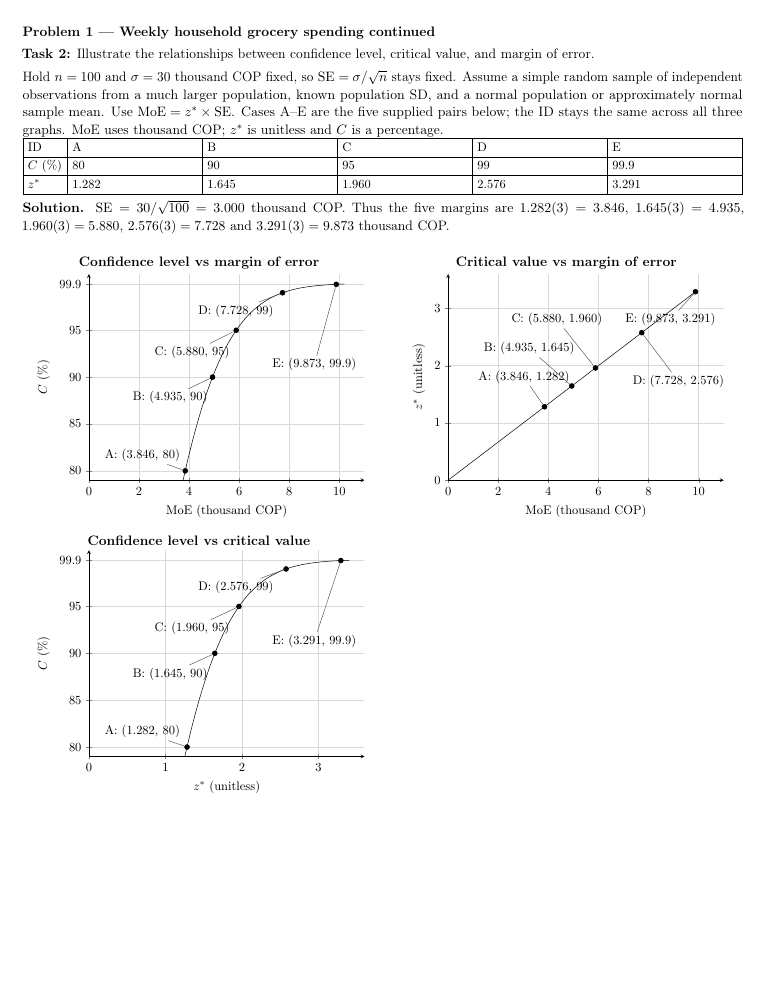 Problem 1 — Weekly household grocery spending continued
Task 2: Illustrate the relationships between confidence level, critical value, and margin of error.
Hold n = 100 and σ = 30 thousand COP fixed, so SE = σ/√n stays fixed. Assume a simple random sample of independent
observations from a much larger population, known population SD, and a normal population or approximately normal
sample mean. Use MoE = z* × SE. Cases A–E are the five supplied pairs below; the ID stays the same across all three
graphs. MoE uses thousand COP; z* is unitless and C is a percentage.
ID A B C D E
C (%) 80 90 95 99 99.9
z* 1.282 1.645 1.960 2.576 3.291
Solution. SE = 30/√100 = 3.000 thousand COP. Thus the five margins are 1.282(3) = 3.846, 1.645(3) = 4.935,
1.960(3) = 5.880, 2.576(3) = 7.728 and 3.291(3) = 9.873 thousand COP.
Confidence level vs margin of error
99.9
95
90
85
80
C (%)
D: (7.728, 99)
C: (5.880, 95)
E: (9.873, 99.9)
B: (4.935, 90)
A: (3.846, 80)
0 2 4 6 8 10
MoE (thousand COP)
Critical value vs margin of error
3
2
1
0
z* (unitless)
C: (5.880, 1.960)
E: (9.873, 3.291)
B: (4.935, 1.645)
A: (3.846, 1.282)
D: (7.728, 2.576)
0 2 4 6 8 10
MoE (thousand COP)
Confidence level vs critical value
99.9
95
90
85
80
C (%)
D: (2.576, 99)
C: (1.960, 95)
E: (3.291, 99.9)
B: (1.645, 90)
A: (1.282, 80)
0 1 2 3
z* (unitless)